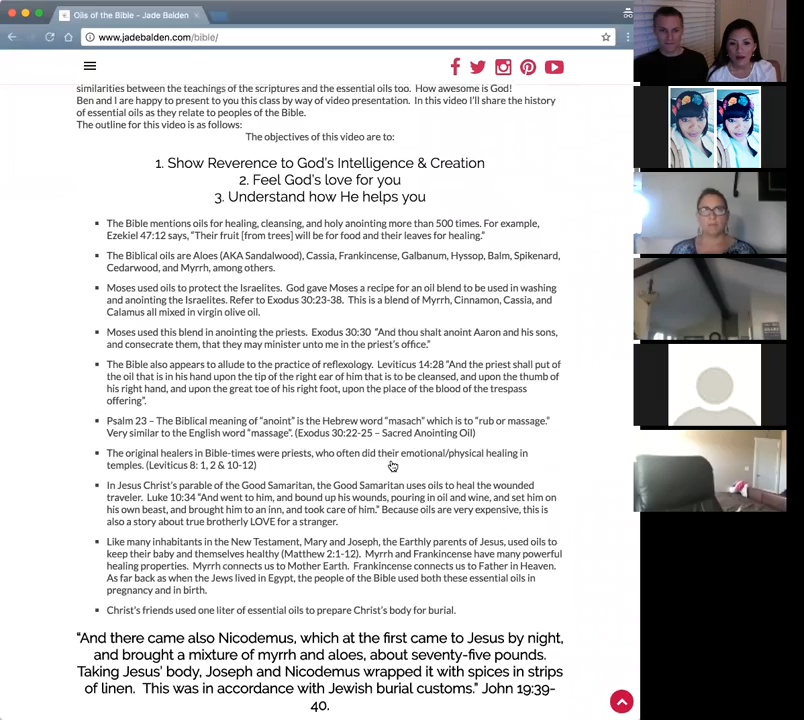 Oils of the Bible - Jade Balden
www.jadebalden.com/bible/
similarities between the teachings of the scriptures and the essential oils too. How awesome is God!
Ben and I are happy to present to you this class by way of video presentation. In this video I'll share the history
of essential oils as they relate to peoples of the Bible.
The outline for this video is as follows:
The objectives of this video are to:
1. Show Reverence to God's Intelligence & Creation
2. Feel God's love for you
3. Understand how He helps you
The Bible mentions oils for healing, cleansing, and holy anointing more than 500 times. For example,
Ezekiel 47:12 says, "Their fruit [from trees] will be for food and their leaves for healing."
The Biblical oils are Aloes (AKA Sandalwood), Cassia, Frankincense, Galbanum, Hyssop, Balm, Spikenard,
Cedarwood, and Myrrh, among others.
Moses used oils to protect the Israelites. God gave Moses a recipe for an oil blend to be used in washing
and anointing the Israelites. Refer to Exodus 30:23-38. This is a blend of Myrrh, Cinnamon, Cassia, and
Calamus all mixed in virgin olive oil.
Moses used this blend in anointing the priests. Exodus 30:30 "And thou shalt anoint Aaron and his sons,
and consecrate them, that they may minister unto me in the priest's office."
The Bible also appears to allude to the practice of reflexology. Leviticus 14:28 "And the priest shall put of
the oil that is in his hand upon the tip of the right ear of him that is to be cleansed, and upon the thumb of
his right hand, and upon the great toe of his right foot, upon the place of the blood of the trespass
offering".
Psalm 23 – The Biblical meaning of "anoint" is the Hebrew word "masach" which is to "rub or massage."
Very similar to the English word "massage". (Exodus 30:22-25 – Sacred Anointing Oil)
The original healers in Bible-times were priests, who often did their emotional/physical healing in
temples. (Leviticus 8: 1, 2 & 10-12)
In Jesus Christ's parable of the Good Samaritan, the Good Samaritan uses oils to heal the wounded
traveler. Luke 10:34 "And went to him, and bound up his wounds, pouring in oil and wine, and set him on
his own beast, and brought him to an inn, and took care of him." Because oils are very expensive, this is
also a story about true brotherly LOVE for a stranger.
Like many inhabitants in the New Testament, Mary and Joseph, the Earthly parents of Jesus, used oils to
keep their baby and themselves healthy (Matthew 2:1-12). Myrrh and Frankincense have many powerful
healing properties. Myrrh connects us to Mother Earth. Frankincense connects us to Father in Heaven.
As far back as when the Jews lived in Egypt, the people of the Bible used both these essential oils in
pregnancy and in birth.
Christ's friends used one liter of essential oils to prepare Christ's body for burial.
"And there came also Nicodemus, which at the first came to Jesus by night,
and brought a mixture of myrrh and aloes, about seventy-five pounds.
Taking Jesus' body, Joseph and Nicodemus wrapped it with spices in strips
of linen. This was in accordance with Jewish burial customs." John 19:39-
40.